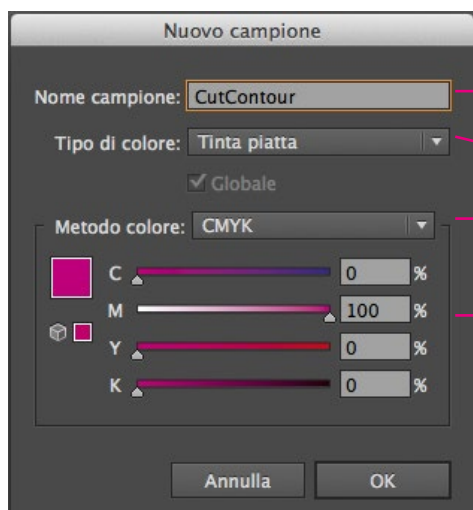 Nuovo campione
Nome campione: CutContour
Tipo di colore: Tinta piatta
Globale
Metodo colore: CMYK
C 0 %
M 100 %
Y 0 %
K 0 %
Annulla OK